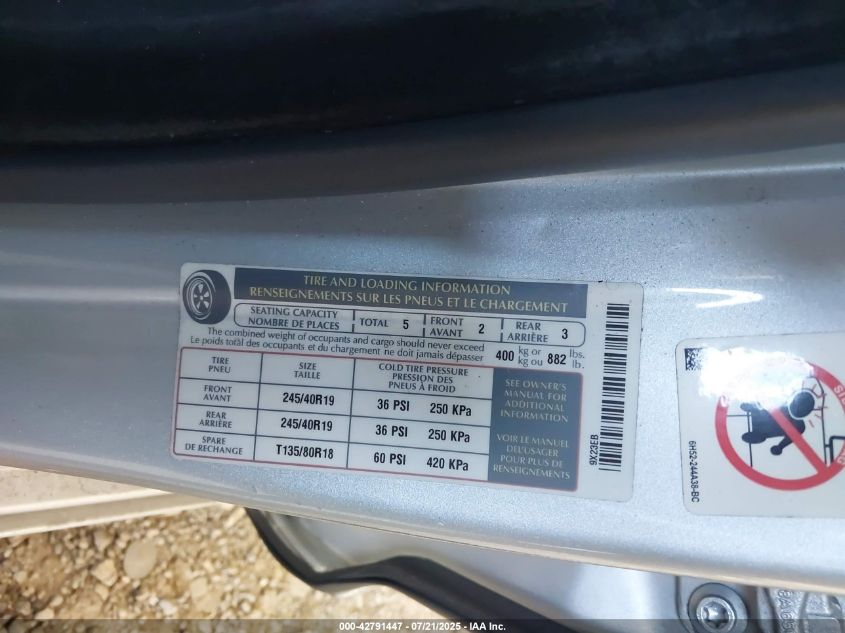 TIRE AND LOADING INFORMATION
RENSEIGNEMENTS SUR LES PNEUS ET LE CHARGEMENT
SEATING CAPACITY
NOMBRE DE PLACES
TOTAL 5
FRONT
AVANT 2
REAR
ARRIÈRE 3
The combined weight of occupants and cargo should never exceed
Le poids totàl des occupants et du chargement ne doit jamais dépasser
400 kg or
kg ou 882 lbs.
lb.
TIRE
PNEU
SIZE
TAILLE
COLD TIRE PRESSURE
PRESSION DES
PNEUS À FROID
FRONT
AVANT
245/40R19
36 PSI 250 KPa
REAR
ARRIÈRE
245/40R19
36 PSI 250 KPa
SPARE
DE RECHANGE
T135/80R18
60 PSI 420 KPa
SEE OWNER'S
MANUAL FOR
ADDITIONAL
INFORMATION
VOIR LE MANUEL
DEL'USAGER
POUR PLUS DE
RENSEIGNEMENTS
9X23EB
6H52-244A38-BC
000-42791447 - 07/21/2025 - IAA Inc.